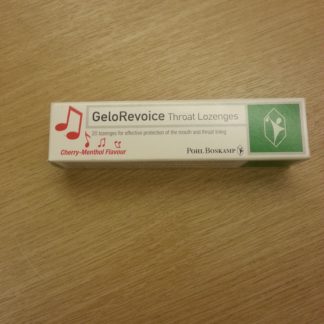 GeloRevoice Throat Lozenges
20 lozenges for effective protection of the mouth and throat lining
Cherry-Menthol Flavour
POHL BOSKAMP